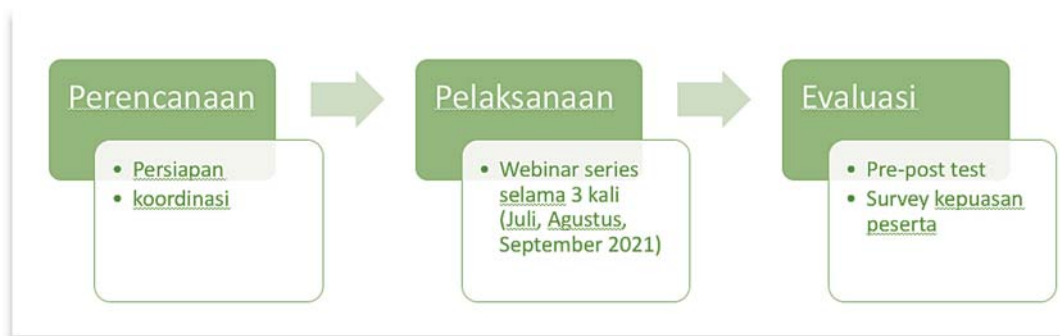 Perencanaan
• Persiapan
• koordinasi
Pelaksanaan
• Webinar series
selama 3 kali
(Juli, Agustus,
September 2021)
Evaluasi
• Pre-post test
• Survey kepuasan
peserta